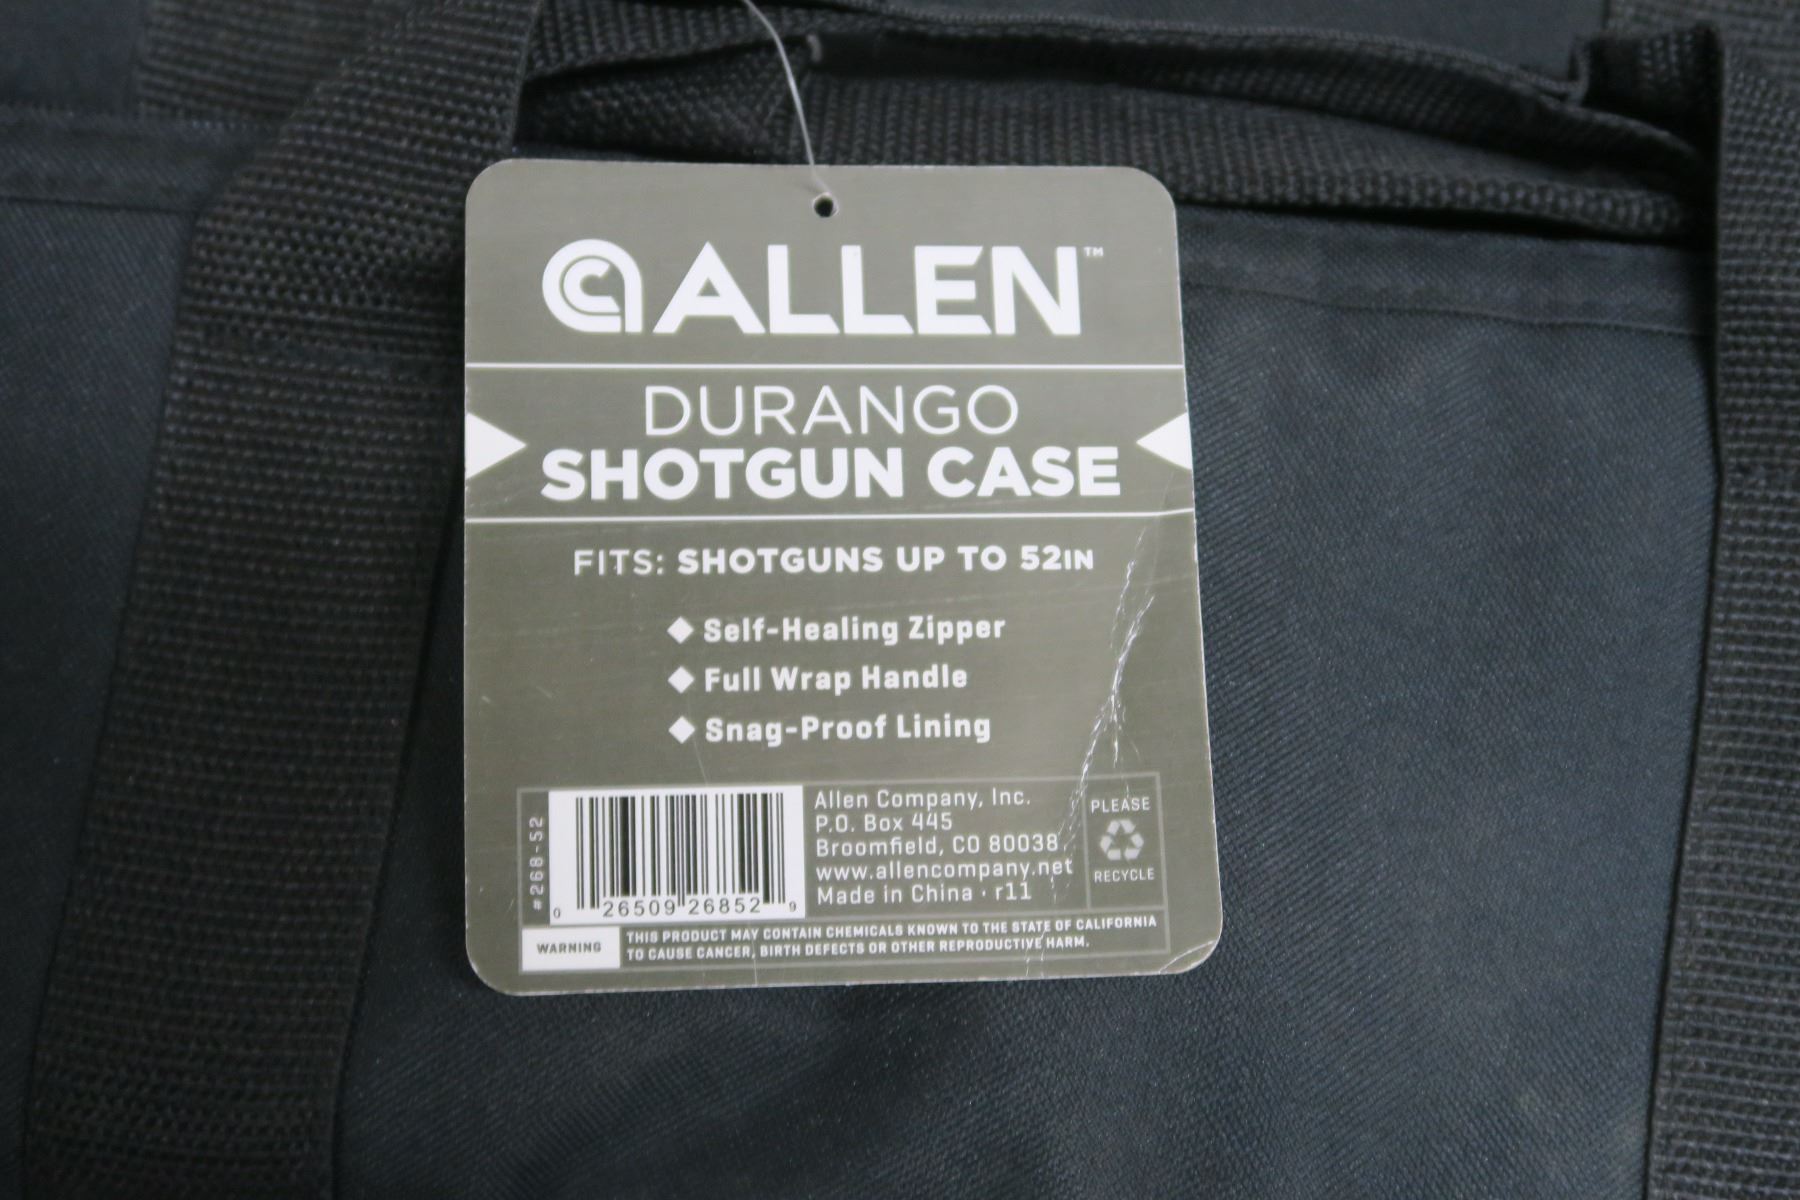 ALLEN™
DURANGO
SHOTGUN CASE
FITS: SHOTGUNS UP TO 52IN
Self-Healing Zipper
Full Wrap Handle
Snag-Proof Lining
#268-52
0 26509 26852 9
Allen Company, Inc.
P.O. Box 445
Broomfield, CO 80038
www.allencompany.net
Made in China · r11
PLEASE
RECYCLE
WARNING
THIS PRODUCT MAY CONTAIN CHEMICALS KNOWN TO THE STATE OF CALIFORNIA
TO CAUSE CANCER, BIRTH DEFECTS OR OTHER REPRODUCTIVE HARM.